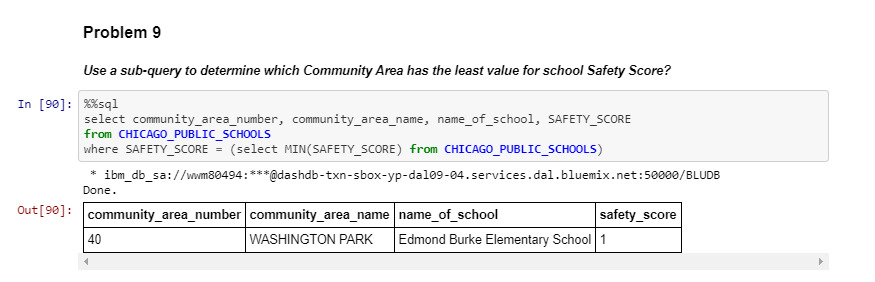 Problem 9
Use a sub-query to determine which Community Area has the least value for school Safety Score?
In [90]: %%sql
select community_area_number, community_area_name, name_of_school, SAFETY_SCORE
from CHICAGO_PUBLIC_SCHOOLS
where SAFETY_SCORE = (select MIN(SAFETY_SCORE) from CHICAGO_PUBLIC_SCHOOLS)
* ibm_db_sa://wwm80494:***@dashdb-txn-sbox-yp-dal09-04.services.dal.bluemix.net:50000/BLUDB
Done.
Out[90]: community_area_number community_area_name name_of_school safety_score
40 WASHINGTON PARK Edmond Burke Elementary School 1